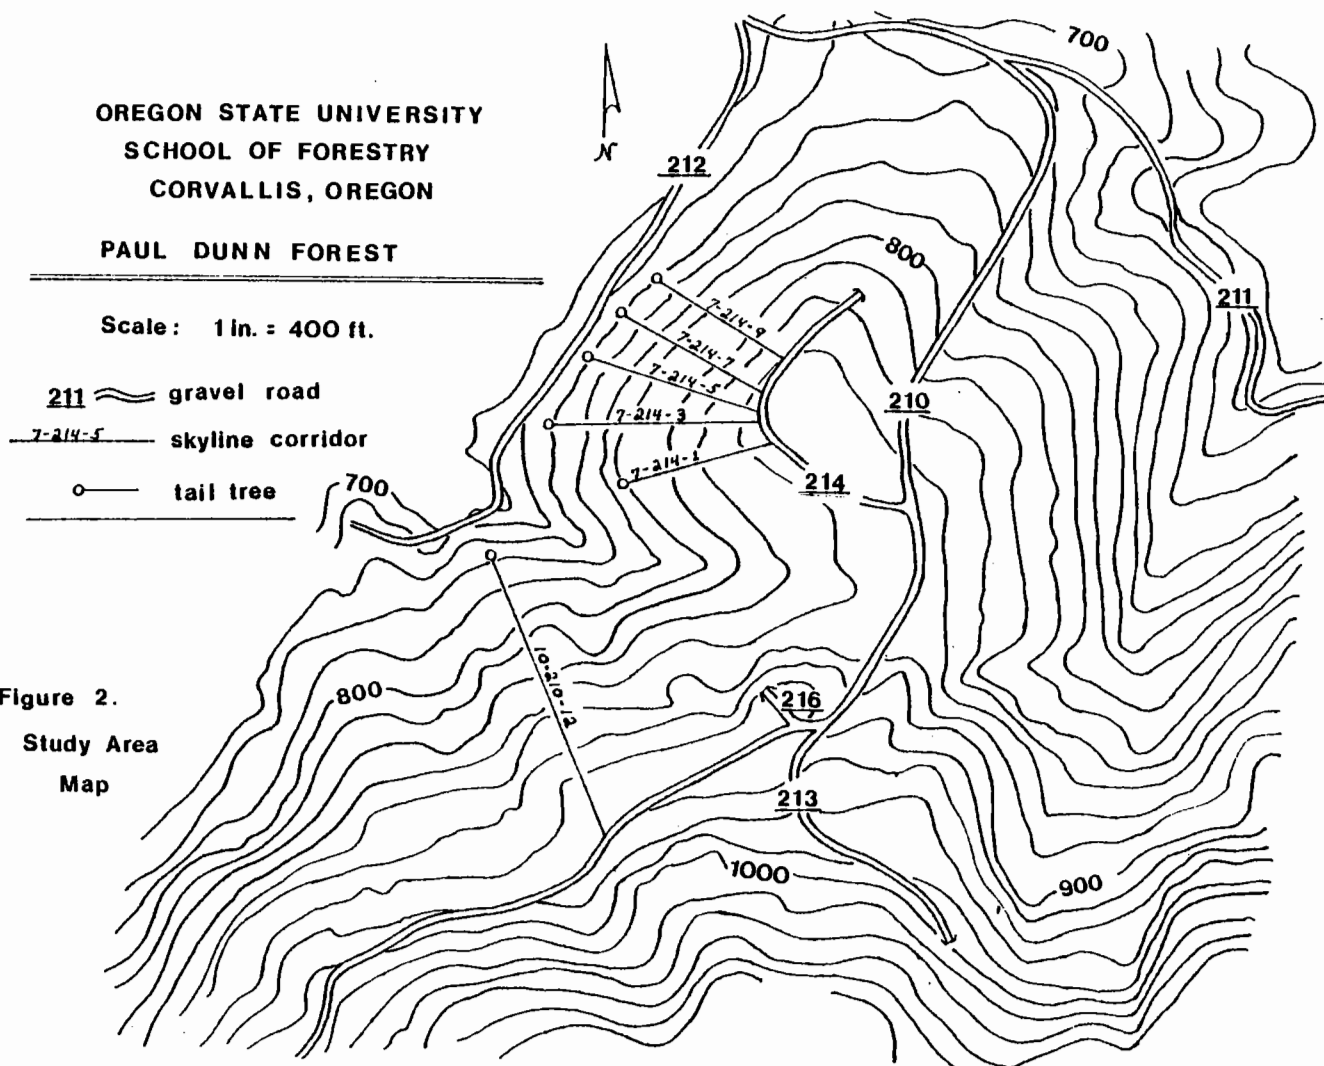 OREGON STATE UNIVERSITY
SCHOOL OF FORESTRY
CORVALLIS, OREGON
PAUL DUNN FOREST
Scale: 1 in. = 400 ft.
211 gravel road
7-214-5 skyline corridor
tail tree
Figure 2.
Study Area
Map
N
700
212
800
211
7-214-9
7-214-7
7-214-5
7-214-3
7-214-1
210
214
700
10-210-12
800
216
213
1000
900